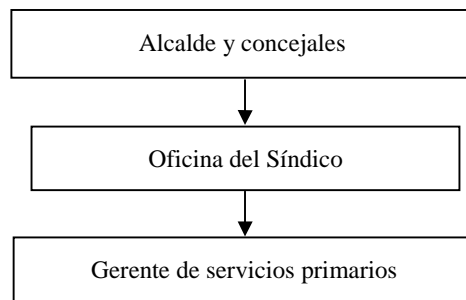 Alcalde y concejales
Oficina del Síndico
Gerente de servicios primarios